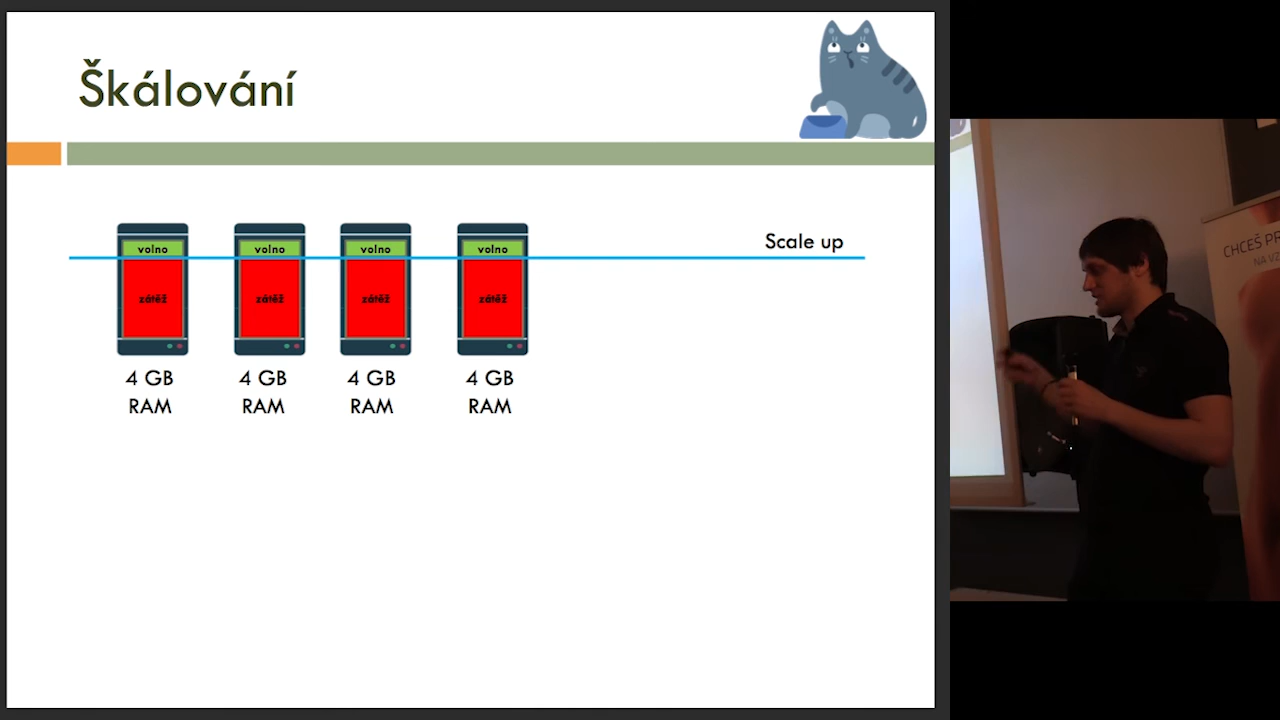 Škálování
Scale up
volno
volno
volno
volno
zátěž
zátěž
zátěž
zátěž
4 GB
RAM
4 GB
RAM
4 GB
RAM
4 GB
RAM
CHCEŠ